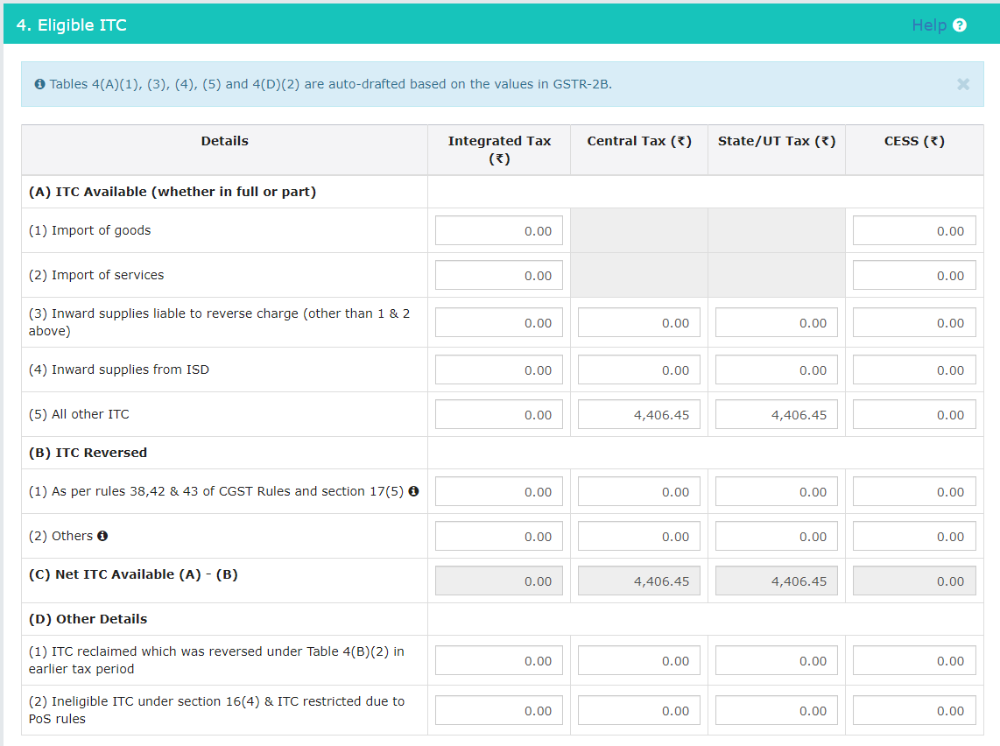 4. Eligible ITC
Help
Tables 4(A)(1), (3), (4), (5) and 4(D)(2) are auto-drafted based on the values in GSTR-2B.
Details Integrated Tax (₹) Central Tax (₹) State/UT Tax (₹) CESS (₹)
(A) ITC Available (whether in full or part)
(1) Import of goods 0.00 0.00
(2) Import of services 0.00 0.00
(3) Inward supplies liable to reverse charge (other than 1 & 2
above) 0.00 0.00 0.00 0.00
(4) Inward supplies from ISD 0.00 0.00 0.00 0.00
(5) All other ITC 0.00 4,406.45 4,406.45 0.00
(B) ITC Reversed
(1) As per rules 38,42 & 43 of CGST Rules and section 17(5) 0.00 0.00 0.00 0.00
(2) Others 0.00 0.00 0.00 0.00
(C) Net ITC Available (A) - (B) 0.00 4,406.45 4,406.45 0.00
(D) Other Details
(1) ITC reclaimed which was reversed under Table 4(B)(2) in
earlier tax period 0.00 0.00 0.00 0.00
(2) Ineligible ITC under section 16(4) & ITC restricted due to
PoS rules 0.00 0.00 0.00 0.00